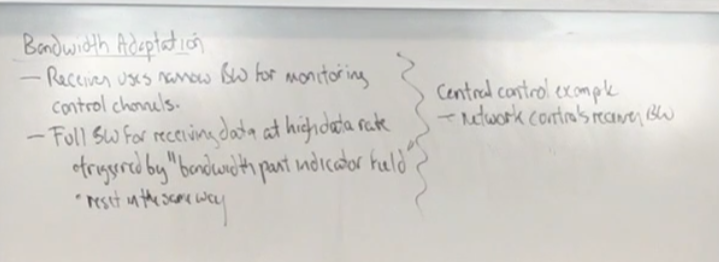 Bandwidth Adaptation
- Receiver uses narrow BW for monitoring
control channels.
- Full BW for receiving data at high data rate
• triggered by "bandwidth part indicator field"
• reset in the same way
Central control example
- Network controls receiver BW